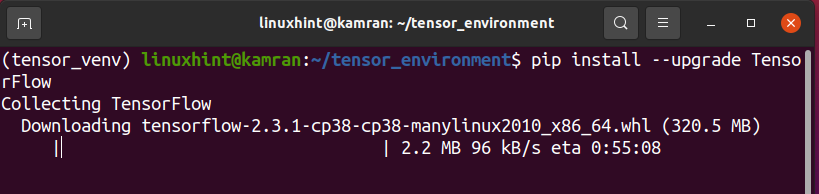 linuxhint@kamran: ~/tensor_environment
(tensor_venv) linuxhint@kamran:~/tensor_environment$ pip install --upgrade Tenso
rFlow
Collecting TensorFlow
  Downloading tensorflow-2.3.1-cp38-cp38-manylinux2010_x86_64.whl (320.5 MB)
     |                                | 2.2 MB 96 kB/s eta 0:55:08